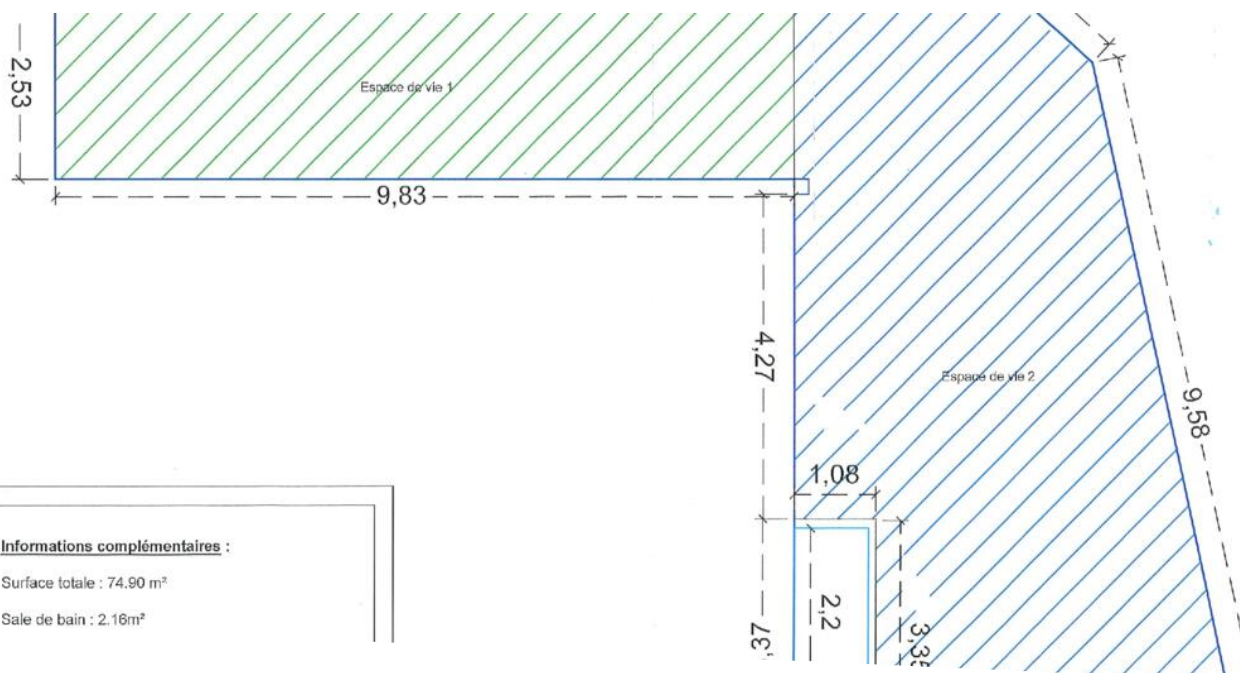 2,53
Espace de vie 1
9,83
4,27
Espace de vie 2
9,58
1,08
2,2
Informations complémentaires :
Surface totale : 74.90 m²
Sale de bain : 2.16m²